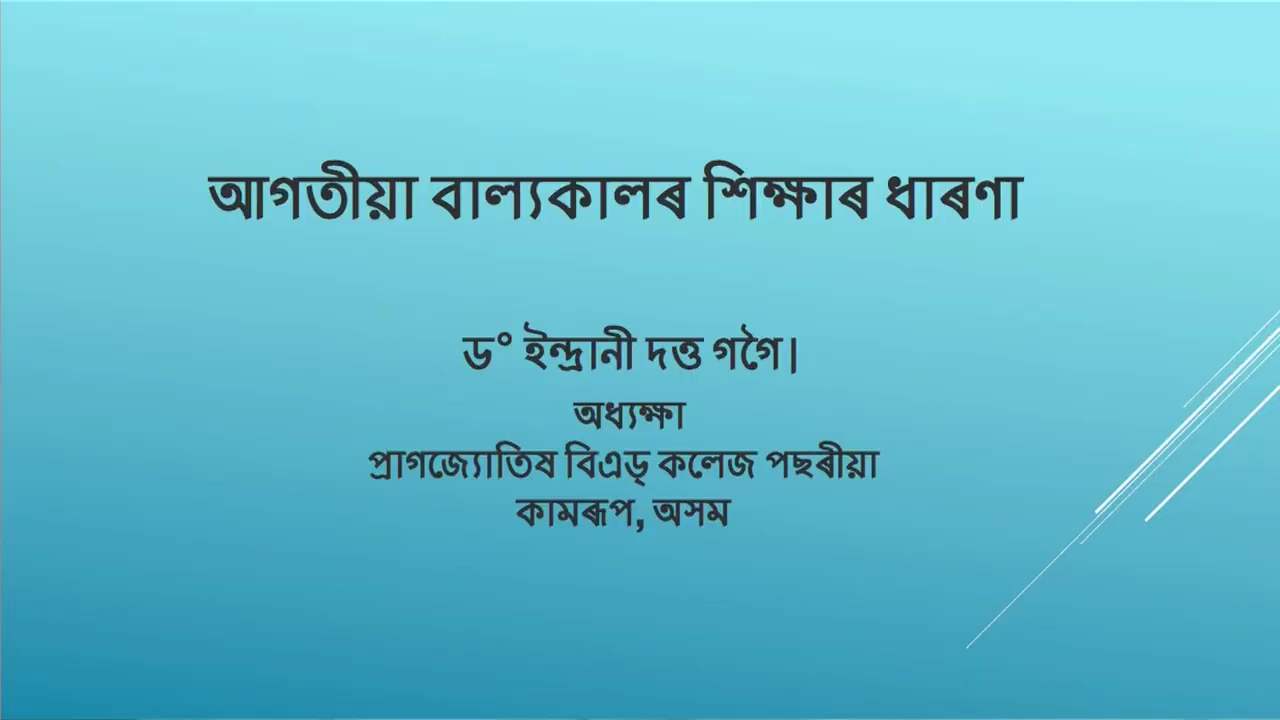 আগতীয়া বাল্যকালৰ শিক্ষাৰ ধাৰণা
ড° ইন্দ্ৰানী দত্ত গগৈ।
অধ্যক্ষা
প্ৰাগজ্যোতিষ বিএড্ কলেজ পছৰীয়া
কামৰূপ, অসম